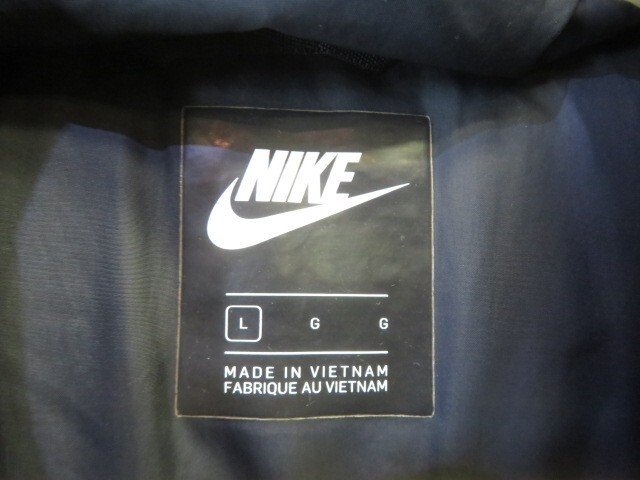 NIKE
L G G
MADE IN VIETNAM
FABRIQUE AU VIETNAM